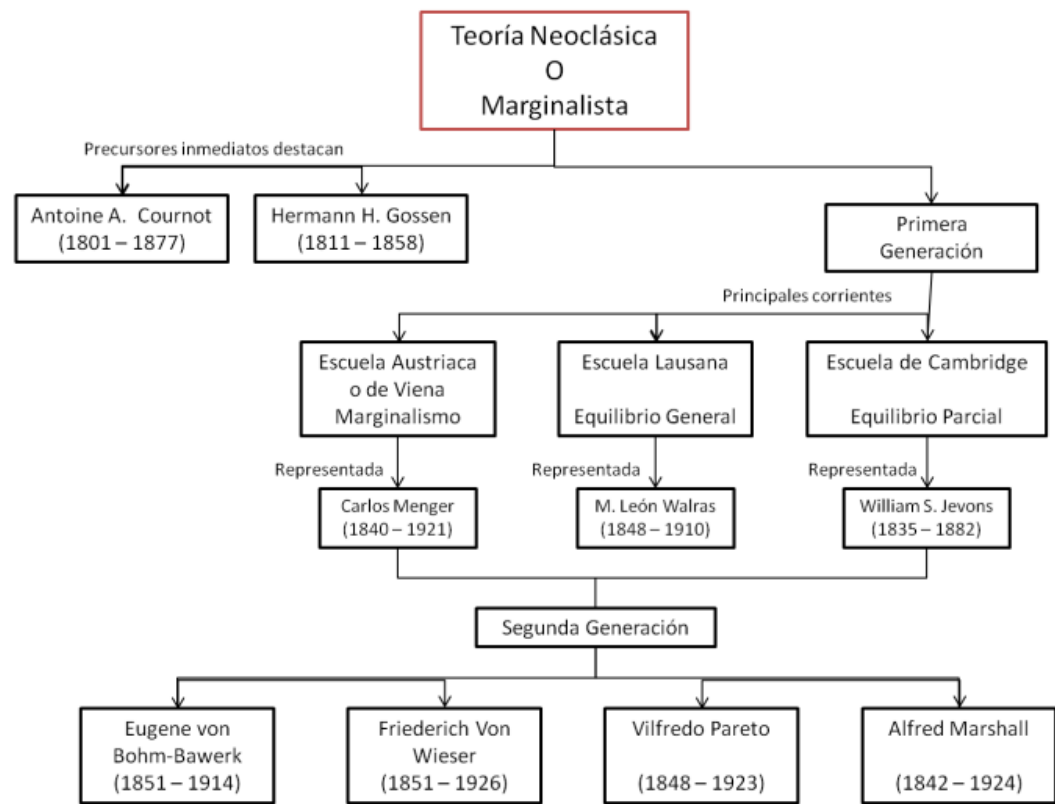 Teoría Neoclásica
O
Marginalista
Precursores inmediatos destacan
Antoine A. Cournot
(1801 – 1877)
Hermann H. Gossen
(1811 – 1858)
Primera
Generación
Principales corrientes
Escuela Austriaca
o de Viena
Marginalismo
Escuela Lausana
Equilibrio General
Escuela de Cambridge
Equilibrio Parcial
Representada
Representada
Representada
Carlos Menger
(1840 – 1921)
M. León Walras
(1848 – 1910)
William S. Jevons
(1835 – 1882)
Segunda Generación
Eugene von
Bohm-Bawerk
(1851 – 1914)
Friederich Von
Wieser
(1851 – 1926)
Vilfredo Pareto
(1848 – 1923)
Alfred Marshall
(1842 – 1924)